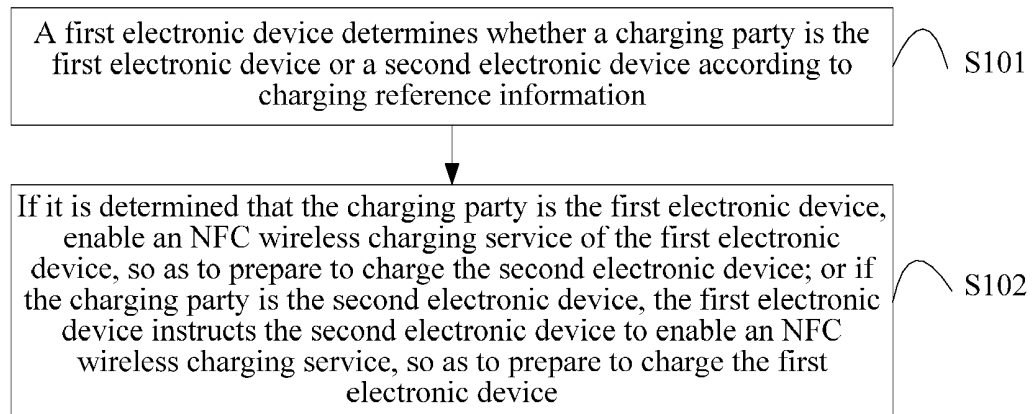 A first electronic device determines whether a charging party is the
first electronic device or a second electronic device according to
charging reference information
S101
If it is determined that the charging party is the first electronic device,
enable an NFC wireless charging service of the first electronic
device, so as to prepare to charge the second electronic device; or if
the charging party is the second electronic device, the first electronic
device instructs the second electronic device to enable an NFC
wireless charging service, so as to prepare to charge the first
electronic device
S102